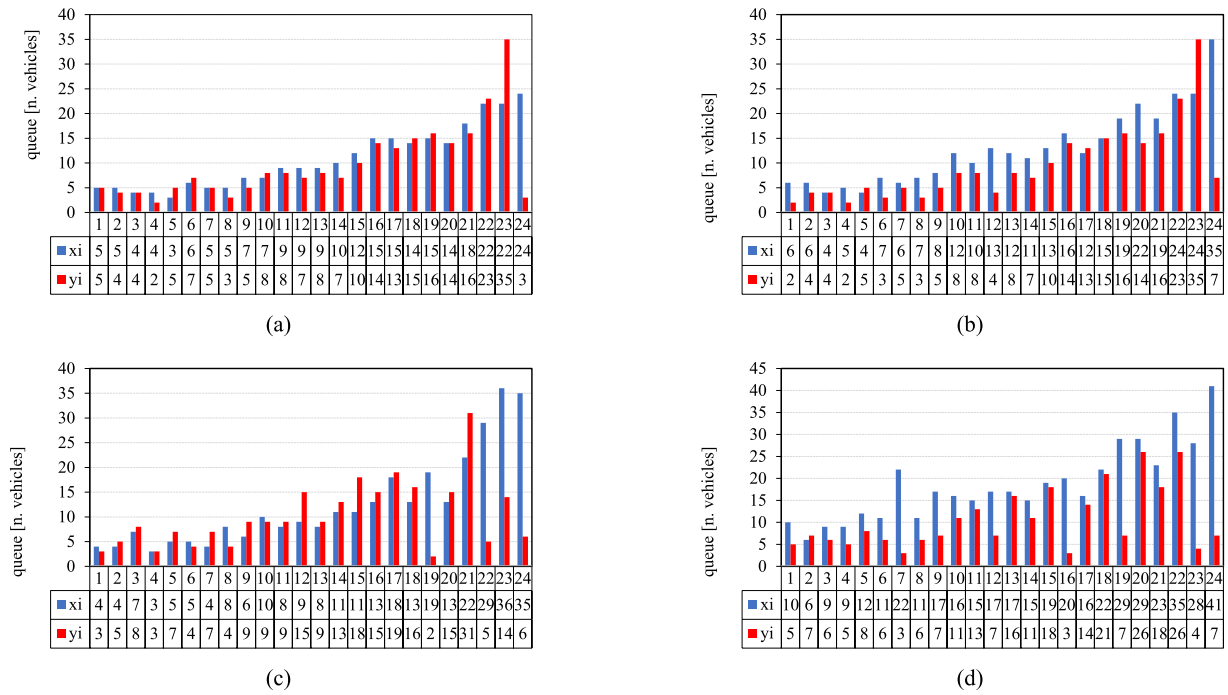 queue [n. vehicles]
40
35
30
25
20
15
10
5
0
1 2 3 4 5 6 7 8 9 10 11 12 13 14 15 16 17 18 19 20 21 22 23 24
xi 5 5 4 4 3 6 5 5 7 7 9 9 9 10 12 15 15 14 15 14 18 22 22 24
yi 5 4 4 2 5 7 5 3 5 8 8 7 8 7 10 14 13 15 16 14 16 23 35 3
(a)
queue [n. vehicles]
40
35
30
25
20
15
10
5
0
1 2 3 4 5 6 7 8 9 10 11 12 13 14 15 16 17 18 19 20 21 22 23 24
xi 6 6 4 5 4 7 6 7 8 12 10 13 12 11 13 16 12 15 19 22 19 24 24 35
yi 2 4 4 2 5 3 5 3 5 8 8 4 8 7 10 14 13 15 16 14 16 23 35 7
(b)
queue [n. vehicles]
40
35
30
25
20
15
10
5
0
1 2 3 4 5 6 7 8 9 10 11 12 13 14 15 16 17 18 19 20 21 22 23 24
xi 4 4 7 3 5 5 4 8 6 10 8 9 8 11 11 13 18 13 19 13 22 29 36 35
yi 3 5 8 3 7 4 7 4 9 9 9 15 9 13 18 15 19 16 2 15 31 5 14 6
(c)
queue [n. vehicles]
45
40
35
30
25
20
15
10
5
0
1 2 3 4 5 6 7 8 9 10 11 12 13 14 15 16 17 18 19 20 21 22 23 24
xi 10 6 9 9 12 11 22 11 17 16 15 17 17 15 19 20 16 22 29 29 23 35 28 41
yi 5 7 6 5 8 6 3 6 7 11 13 7 16 11 18 3 14 21 7 26 18 26 4 7
(d)